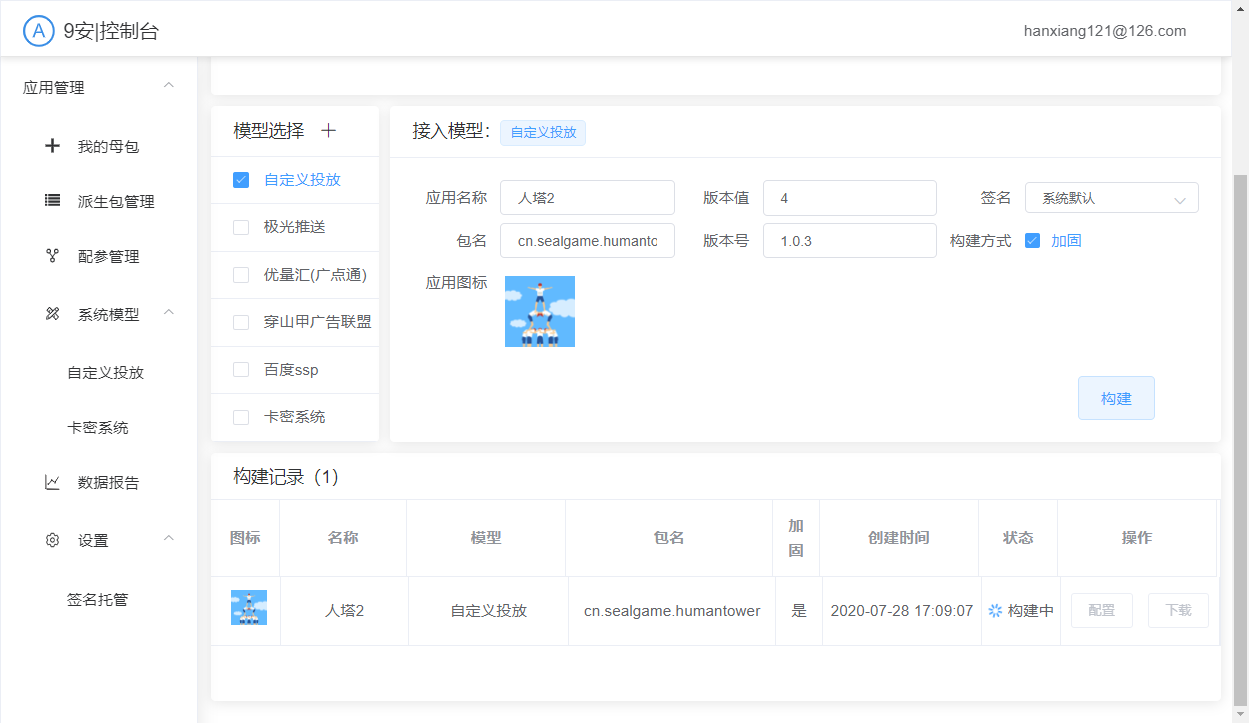 A 9安|控制台
hanxiang121@126.com
应用管理
我的母包
派生包管理
配参管理
系统模型
自定义投放
卡密系统
数据报告
设置
签名托管
模型选择 +
自定义投放
极光推送
优量汇(广点通)
穿山甲广告联盟
百度ssp
卡密系统
接入模型： 自定义投放
应用名称 人塔2 版本值 4 签名 系统默认
包名 cn.sealgame.humanto 版本号 1.0.3 构建方式 加固
应用图标
构建
构建记录（1）
图标 名称 模型 包名 加固 创建时间 状态 操作
人塔2 自定义投放 cn.sealgame.humantower 是 2020-07-28 17:09:07 构建中 配置 下载